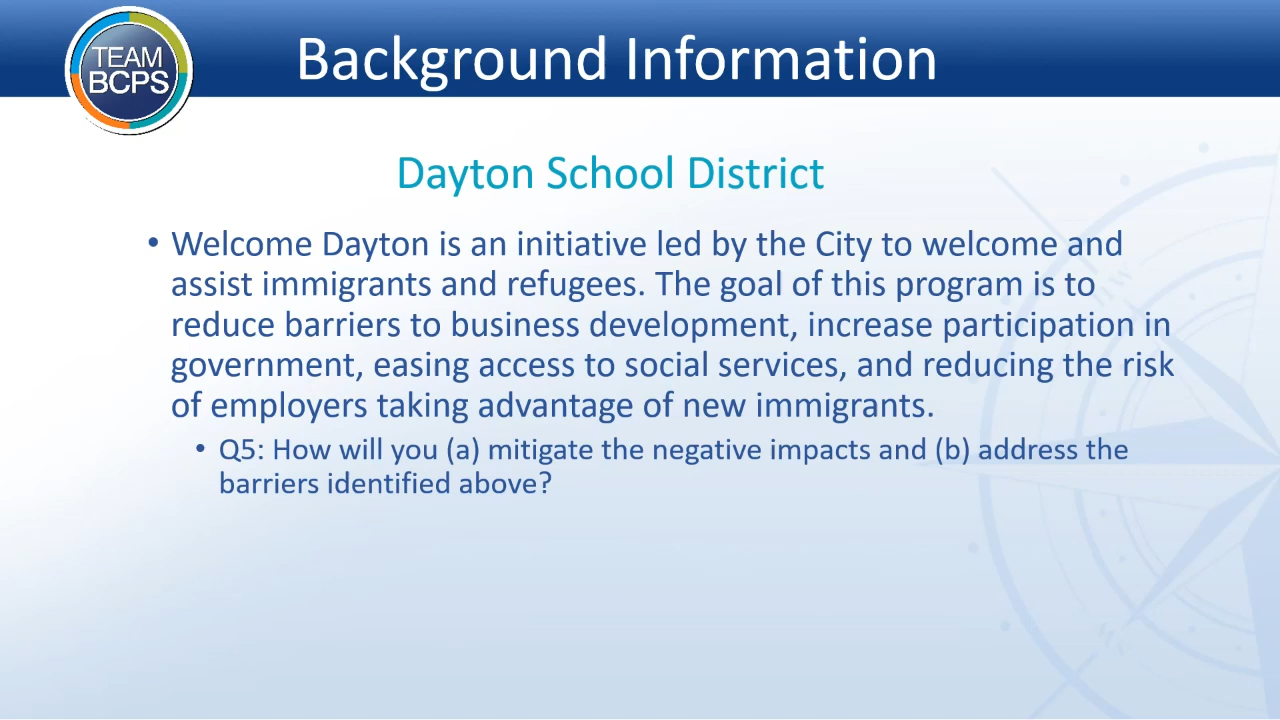 TEAM
BCPS
Background Information
Dayton School District
• Welcome Dayton is an initiative led by the City to welcome and
assist immigrants and refugees. The goal of this program is to
reduce barriers to business development, increase participation in
government, easing access to social services, and reducing the risk
of employers taking advantage of new immigrants.
• Q5: How will you (a) mitigate the negative impacts and (b) address the
barriers identified above?